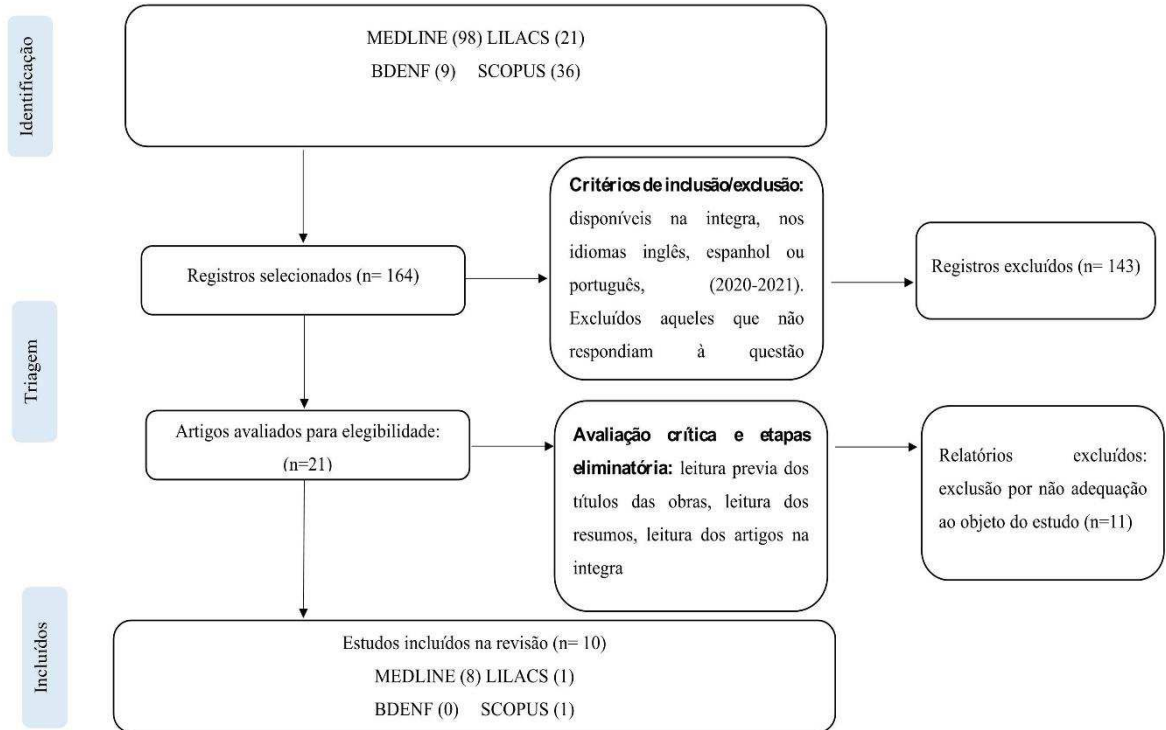 Identificação
MEDLINE (98) LILACS (21)
BDENF (9) SCOPUS (36)
Triagem
Registros selecionados (n= 164)
Critérios de inclusão/exclusão:
disponíveis na integra, nos
idiomas inglês, espanhol ou
português, (2020-2021).
Excluídos aqueles que não
respondiam à questão
Registros excluídos (n= 143)
Artigos avaliados para elegibilidade:
(n=21)
Avaliação crítica e etapas
eliminatória: leitura previa dos
títulos das obras, leitura dos
resumos, leitura dos artigos na
integra
Relatórios excluídos:
exclusão por não adequação
ao objeto do estudo (n=11)
Incluídos
Estudos incluídos na revisão (n= 10)
MEDLINE (8) LILACS (1)
BDENF (0) SCOPUS (1)